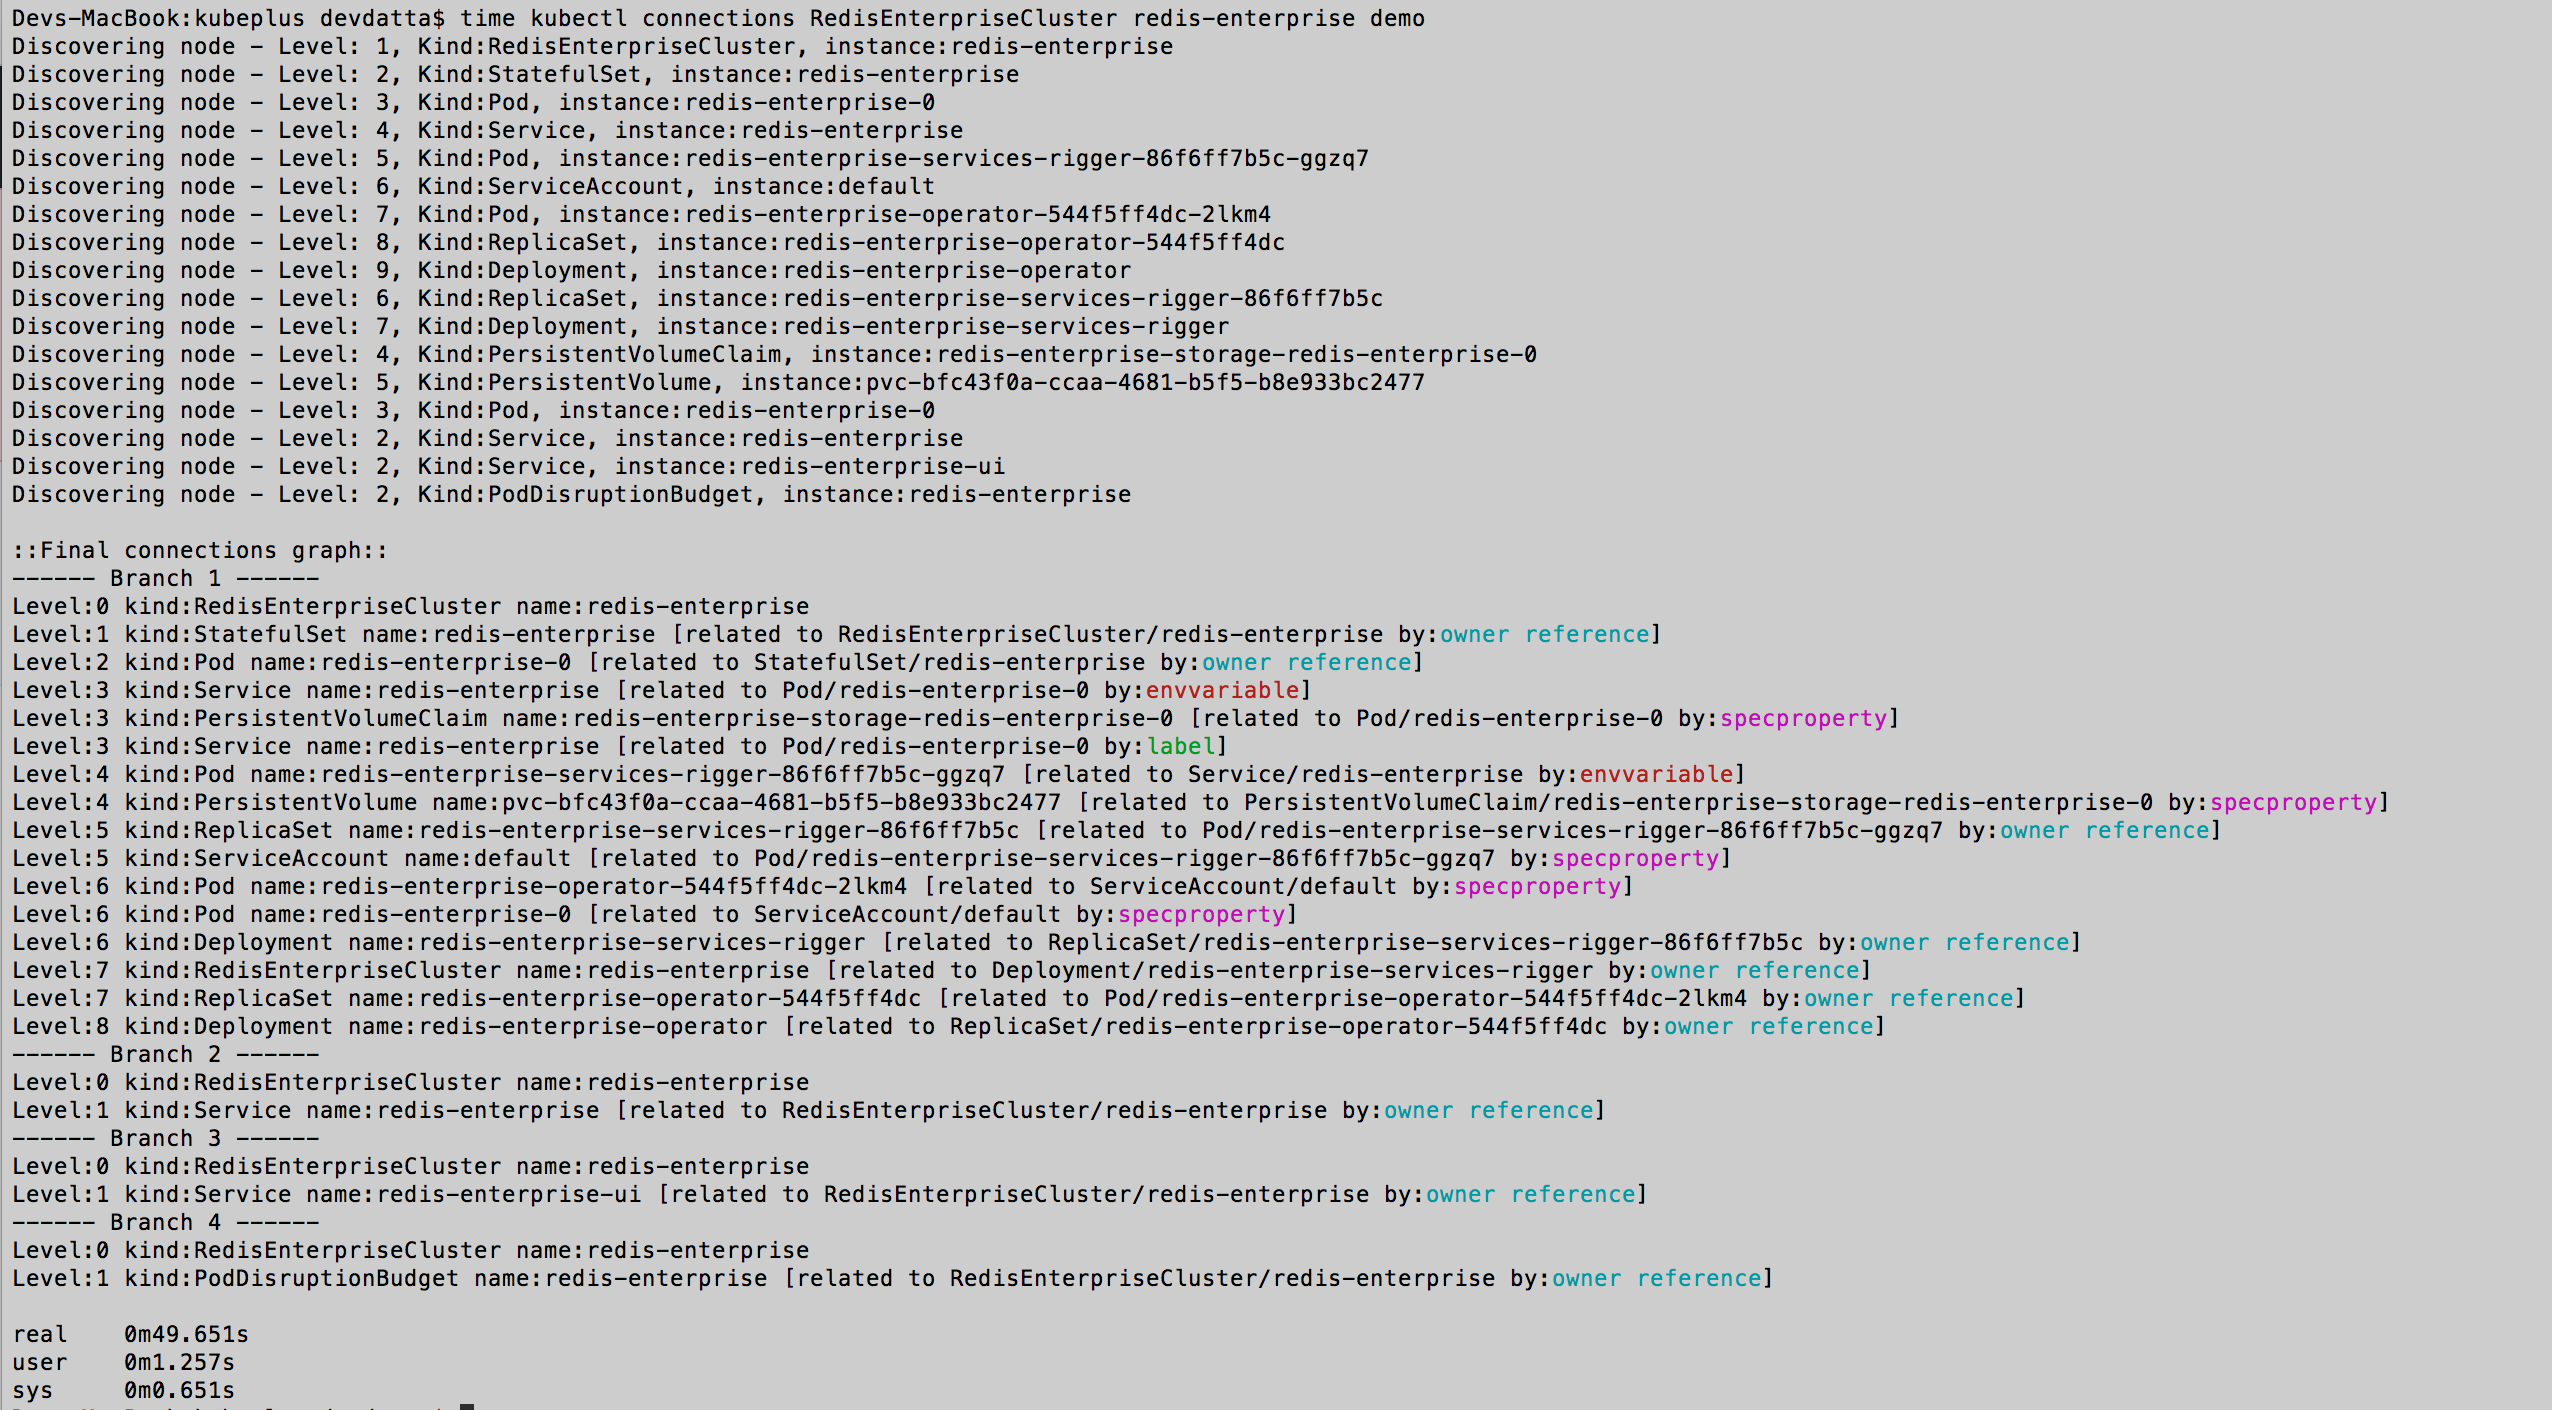 Devs-MacBook:kubeplus devdatta$ time kubectl connections RedisEnterpriseCluster redis-enterprise demo
Discovering node - Level: 1, Kind:RedisEnterpriseCluster, instance:redis-enterprise
Discovering node - Level: 2, Kind:StatefulSet, instance:redis-enterprise
Discovering node - Level: 3, Kind:Pod, instance:redis-enterprise-0
Discovering node - Level: 4, Kind:Service, instance:redis-enterprise
Discovering node - Level: 5, Kind:Pod, instance:redis-enterprise-services-rigger-86f6ff7b5c-ggzq7
Discovering node - Level: 6, Kind:ServiceAccount, instance:default
Discovering node - Level: 7, Kind:Pod, instance:redis-enterprise-operator-544f5ff4dc-2lkm4
Discovering node - Level: 8, Kind:ReplicaSet, instance:redis-enterprise-operator-544f5ff4dc
Discovering node - Level: 9, Kind:Deployment, instance:redis-enterprise-operator
Discovering node - Level: 6, Kind:ReplicaSet, instance:redis-enterprise-services-rigger-86f6ff7b5c
Discovering node - Level: 7, Kind:Deployment, instance:redis-enterprise-services-rigger
Discovering node - Level: 4, Kind:PersistentVolumeClaim, instance:redis-enterprise-storage-redis-enterprise-0
Discovering node - Level: 5, Kind:PersistentVolume, instance:pvc-bfc43f0a-ccaa-4681-b5f5-b8e933bc2477
Discovering node - Level: 3, Kind:Pod, instance:redis-enterprise-0
Discovering node - Level: 2, Kind:Service, instance:redis-enterprise
Discovering node - Level: 2, Kind:Service, instance:redis-enterprise-ui
Discovering node - Level: 2, Kind:PodDisruptionBudget, instance:redis-enterprise
::Final connections graph::
------ Branch 1 ------
Level:0 kind:RedisEnterpriseCluster name:redis-enterprise
Level:1 kind:StatefulSet name:redis-enterprise [related to RedisEnterpriseCluster/redis-enterprise by:owner reference]
Level:2 kind:Pod name:redis-enterprise-0 [related to StatefulSet/redis-enterprise by:owner reference]
Level:3 kind:Service name:redis-enterprise [related to Pod/redis-enterprise-0 by:envvariable]
Level:3 kind:PersistentVolumeClaim name:redis-enterprise-storage-redis-enterprise-0 [related to Pod/redis-enterprise-0 by:specproperty]
Level:3 kind:Service name:redis-enterprise [related to Pod/redis-enterprise-0 by:label]
Level:4 kind:Pod name:redis-enterprise-services-rigger-86f6ff7b5c-ggzq7 [related to Service/redis-enterprise by:envvariable]
Level:4 kind:PersistentVolume name:pvc-bfc43f0a-ccaa-4681-b5f5-b8e933bc2477 [related to PersistentVolumeClaim/redis-enterprise-storage-redis-enterprise-0 by:specproperty]
Level:5 kind:ReplicaSet name:redis-enterprise-services-rigger-86f6ff7b5c [related to Pod/redis-enterprise-services-rigger-86f6ff7b5c-ggzq7 by:owner reference]
Level:5 kind:ServiceAccount name:default [related to Pod/redis-enterprise-services-rigger-86f6ff7b5c-ggzq7 by:specproperty]
Level:6 kind:Pod name:redis-enterprise-operator-544f5ff4dc-2lkm4 [related to ServiceAccount/default by:specproperty]
Level:6 kind:Pod name:redis-enterprise-0 [related to ServiceAccount/default by:specproperty]
Level:6 kind:Deployment name:redis-enterprise-services-rigger [related to ReplicaSet/redis-enterprise-services-rigger-86f6ff7b5c by:owner reference]
Level:7 kind:RedisEnterpriseCluster name:redis-enterprise [related to Deployment/redis-enterprise-services-rigger by:owner reference]
Level:7 kind:ReplicaSet name:redis-enterprise-operator-544f5ff4dc [related to Pod/redis-enterprise-operator-544f5ff4dc-2lkm4 by:owner reference]
Level:8 kind:Deployment name:redis-enterprise-operator [related to ReplicaSet/redis-enterprise-operator-544f5ff4dc by:owner reference]
------ Branch 2 ------
Level:0 kind:RedisEnterpriseCluster name:redis-enterprise
Level:1 kind:Service name:redis-enterprise [related to RedisEnterpriseCluster/redis-enterprise by:owner reference]
------ Branch 3 ------
Level:0 kind:RedisEnterpriseCluster name:redis-enterprise
Level:1 kind:Service name:redis-enterprise-ui [related to RedisEnterpriseCluster/redis-enterprise by:owner reference]
------ Branch 4 ------
Level:0 kind:RedisEnterpriseCluster name:redis-enterprise
Level:1 kind:PodDisruptionBudget name:redis-enterprise [related to RedisEnterpriseCluster/redis-enterprise by:owner reference]
real 0m49.651s
user 0m1.257s
sys 0m0.651s